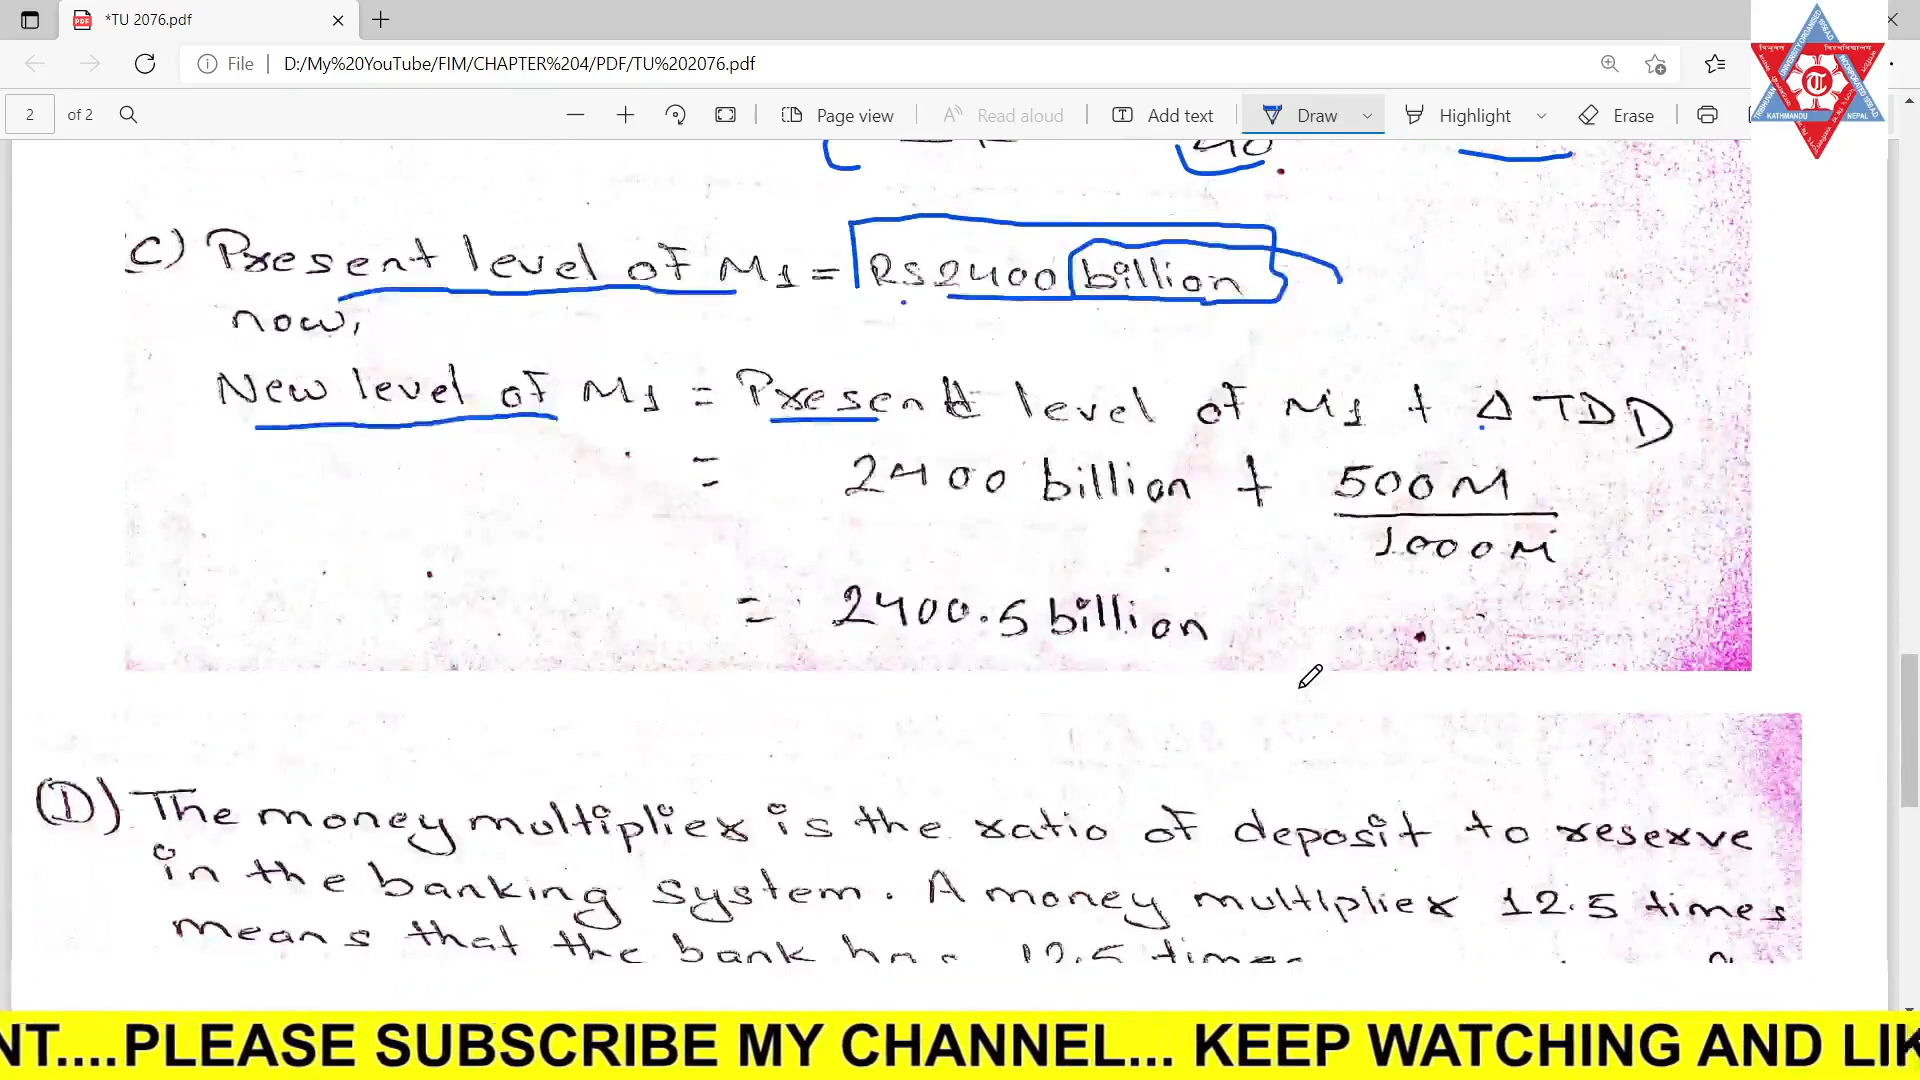 *TU 2076.pdf
File D:/My%20YouTube/FIM/CHAPTER%204/PDF/TU%202076.pdf
2 of 2 Page view Read aloud Add text Draw Highlight Erase
40
C) Present level of M1 = RS2400 billion
now,
New level of M1 = Present level of M1 + Δ TDD
= 2400 billion + 500M
1000M
= 2400.5 billion
(D) The money multiplier is the ratio of deposit to reserve
in the banking system. A money multiplier 12.5 times
means that the bank has 12.5 times
KATHMANDU NEPAL
NT....PLEASE SUBSCRIBE MY CHANNEL... KEEP WATCHING AND LIK